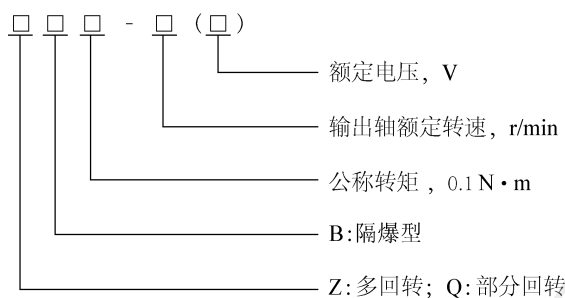 □□□-□(□)
额定电压，V
输出轴额定转速，r/min
公称转矩，0.1 N·m
B:隔爆型
Z:多回转；Q:部分回转